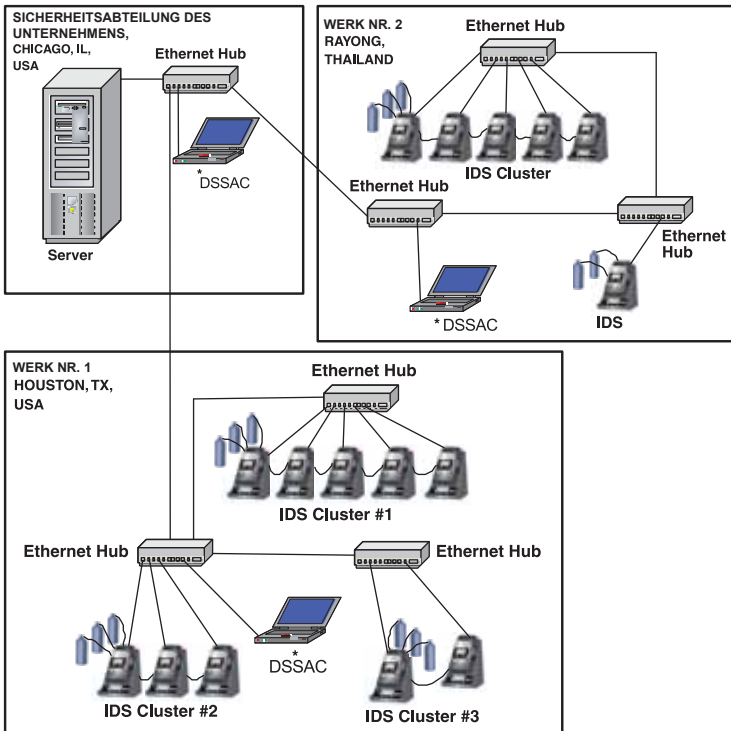 SICHERHEITSABTEILUNG DES
UNTERNEHMENS,
CHICAGO, IL,
USA
Ethernet Hub
* DSSAC
Server
WERK NR. 2
RAYONG,
THAILAND
Ethernet Hub
IDS Cluster
Ethernet Hub
Ethernet
Hub
* DSSAC
IDS
WERK NR. 1
HOUSTON, TX,
USA
Ethernet Hub
IDS Cluster #1
Ethernet Hub
Ethernet Hub
*
DSSAC
IDS Cluster #2
IDS Cluster #3